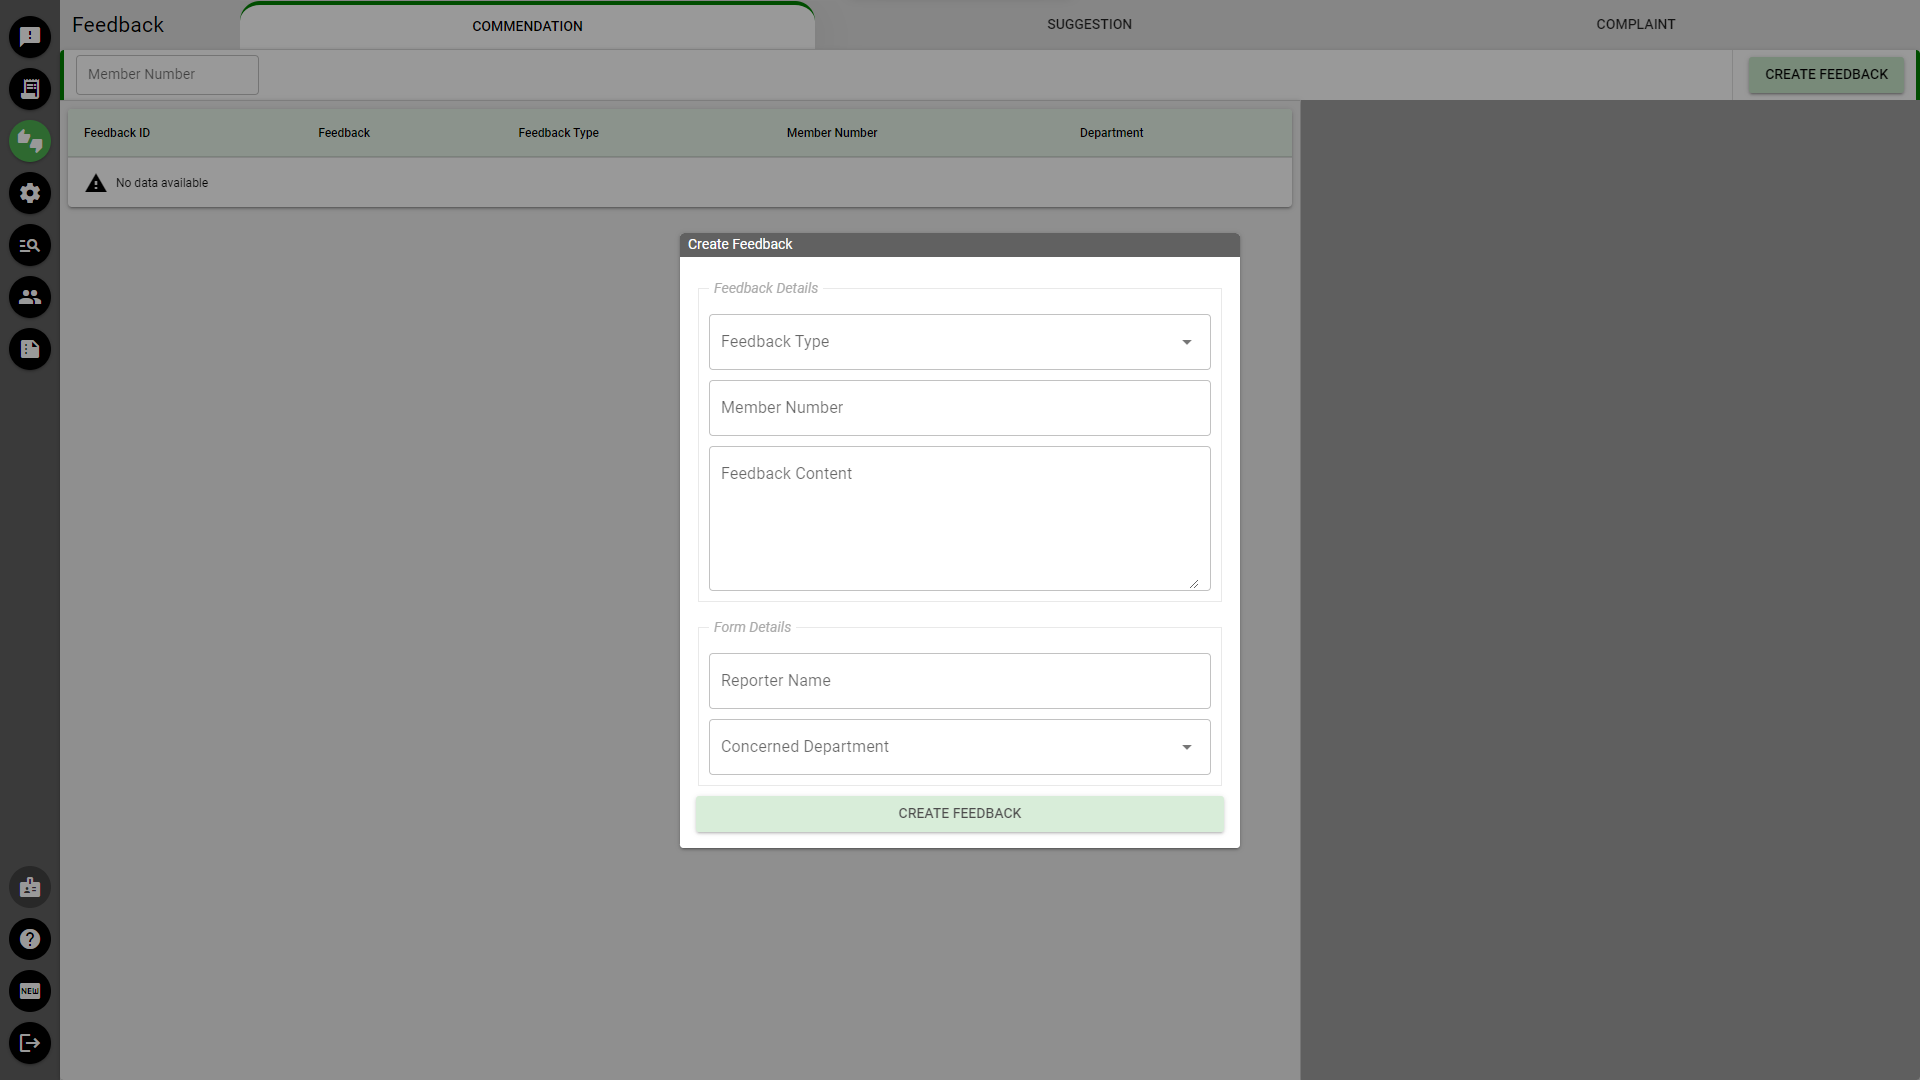 Feedback
COMMENDATION
SUGGESTION
COMPLAINT
Member Number
CREATE FEEDBACK
Feedback ID
Feedback
Feedback Type
Member Number
Department
No data available
Create Feedback
Feedback Details
Feedback Type
Member Number
Feedback Content
Form Details
Reporter Name
Concerned Department
CREATE FEEDBACK
NEW